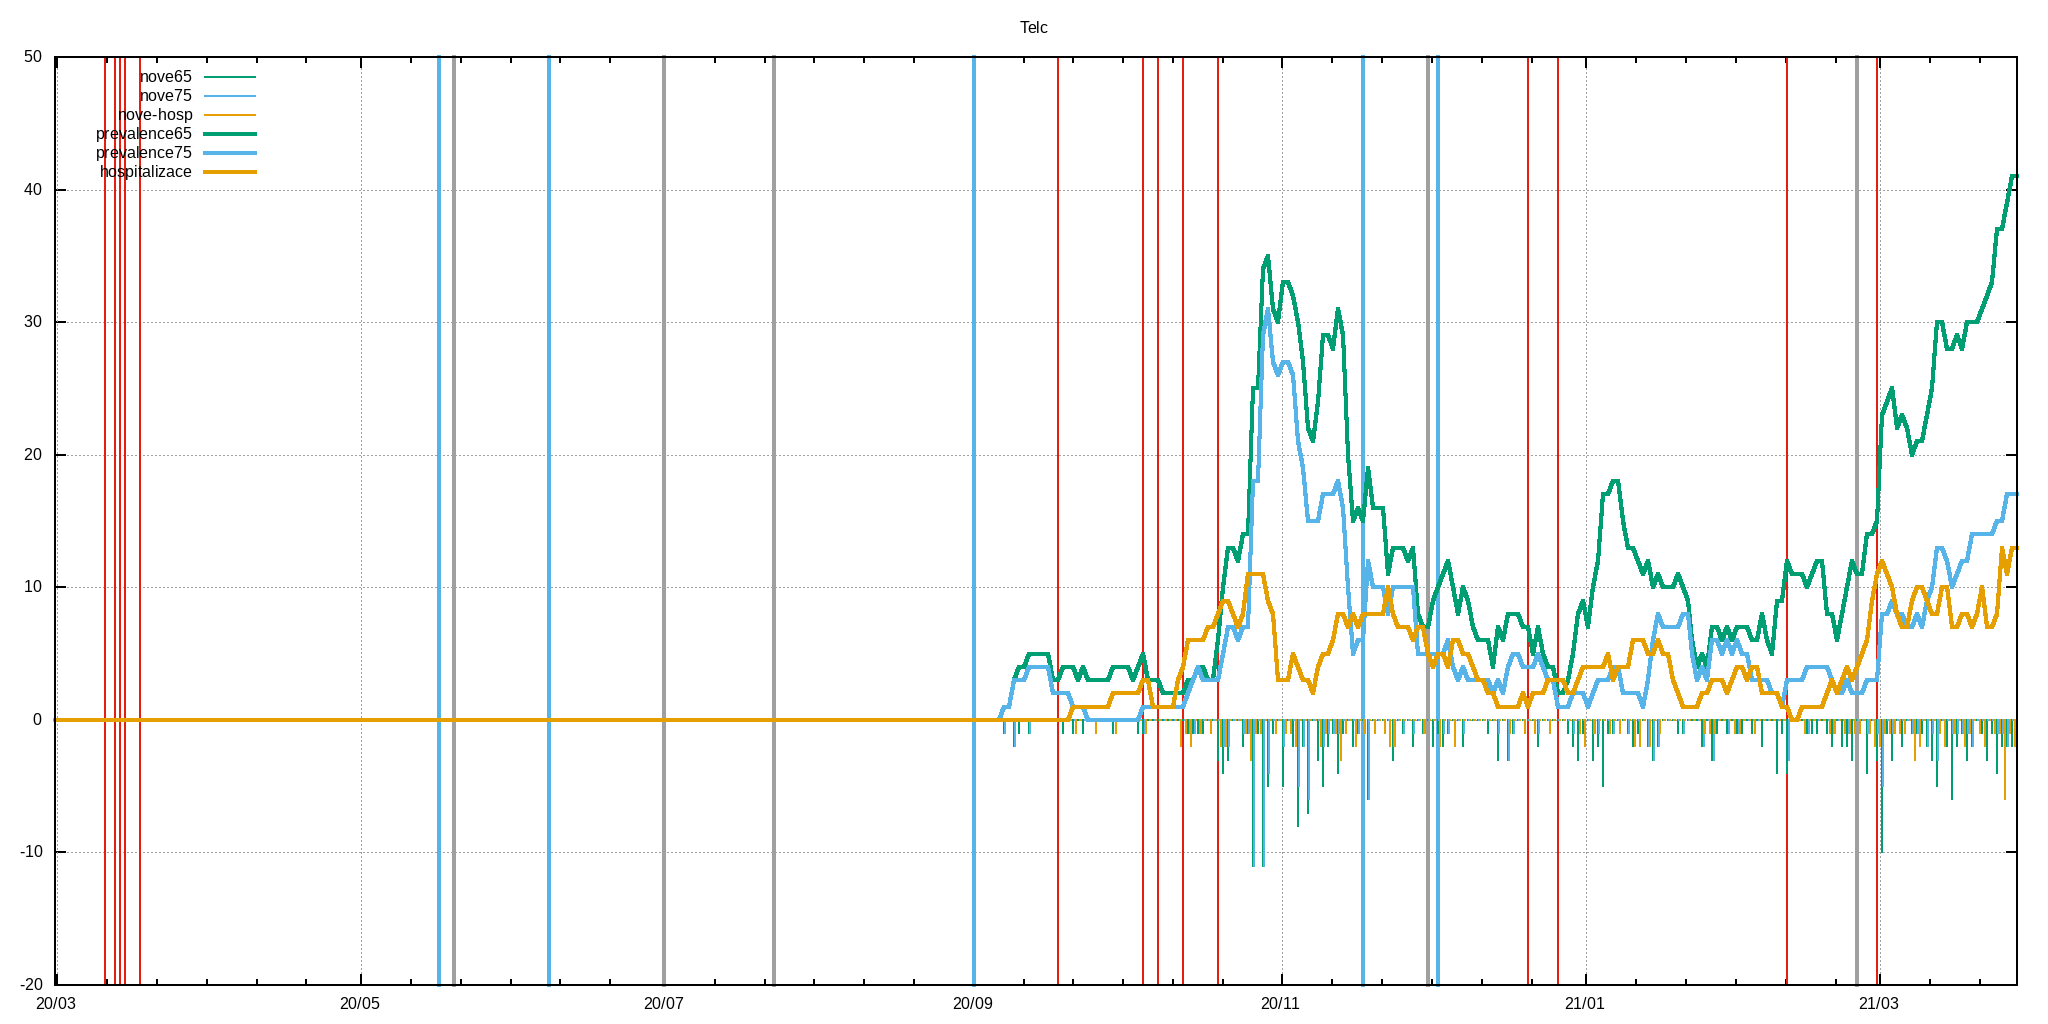 Telc
50
nove65
nove75
nove-hosp
prevalence65
prevalence75
hospitalizace
40
30
20
10
0
-10
-20
20/03 20/05 20/07 20/09 20/11 21/01 21/03